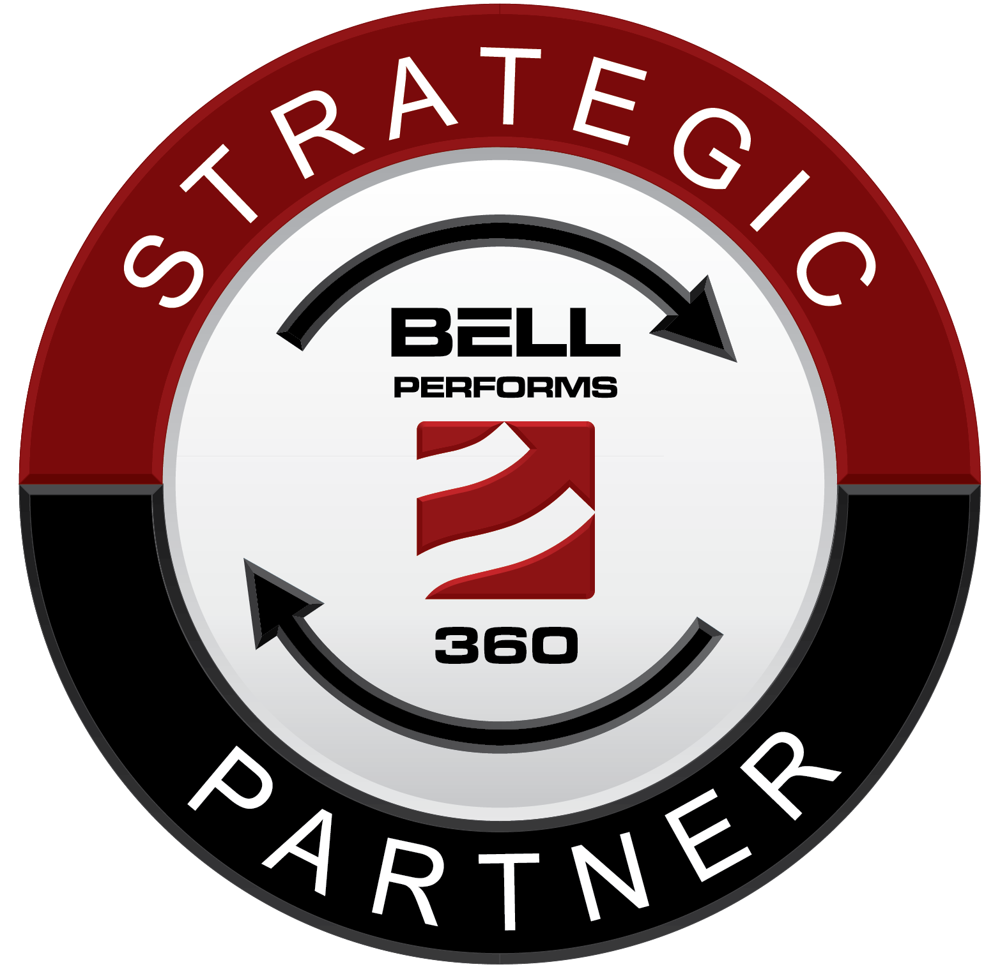 STRATEGIC
BELL
PERFORMS
360
PARTNER